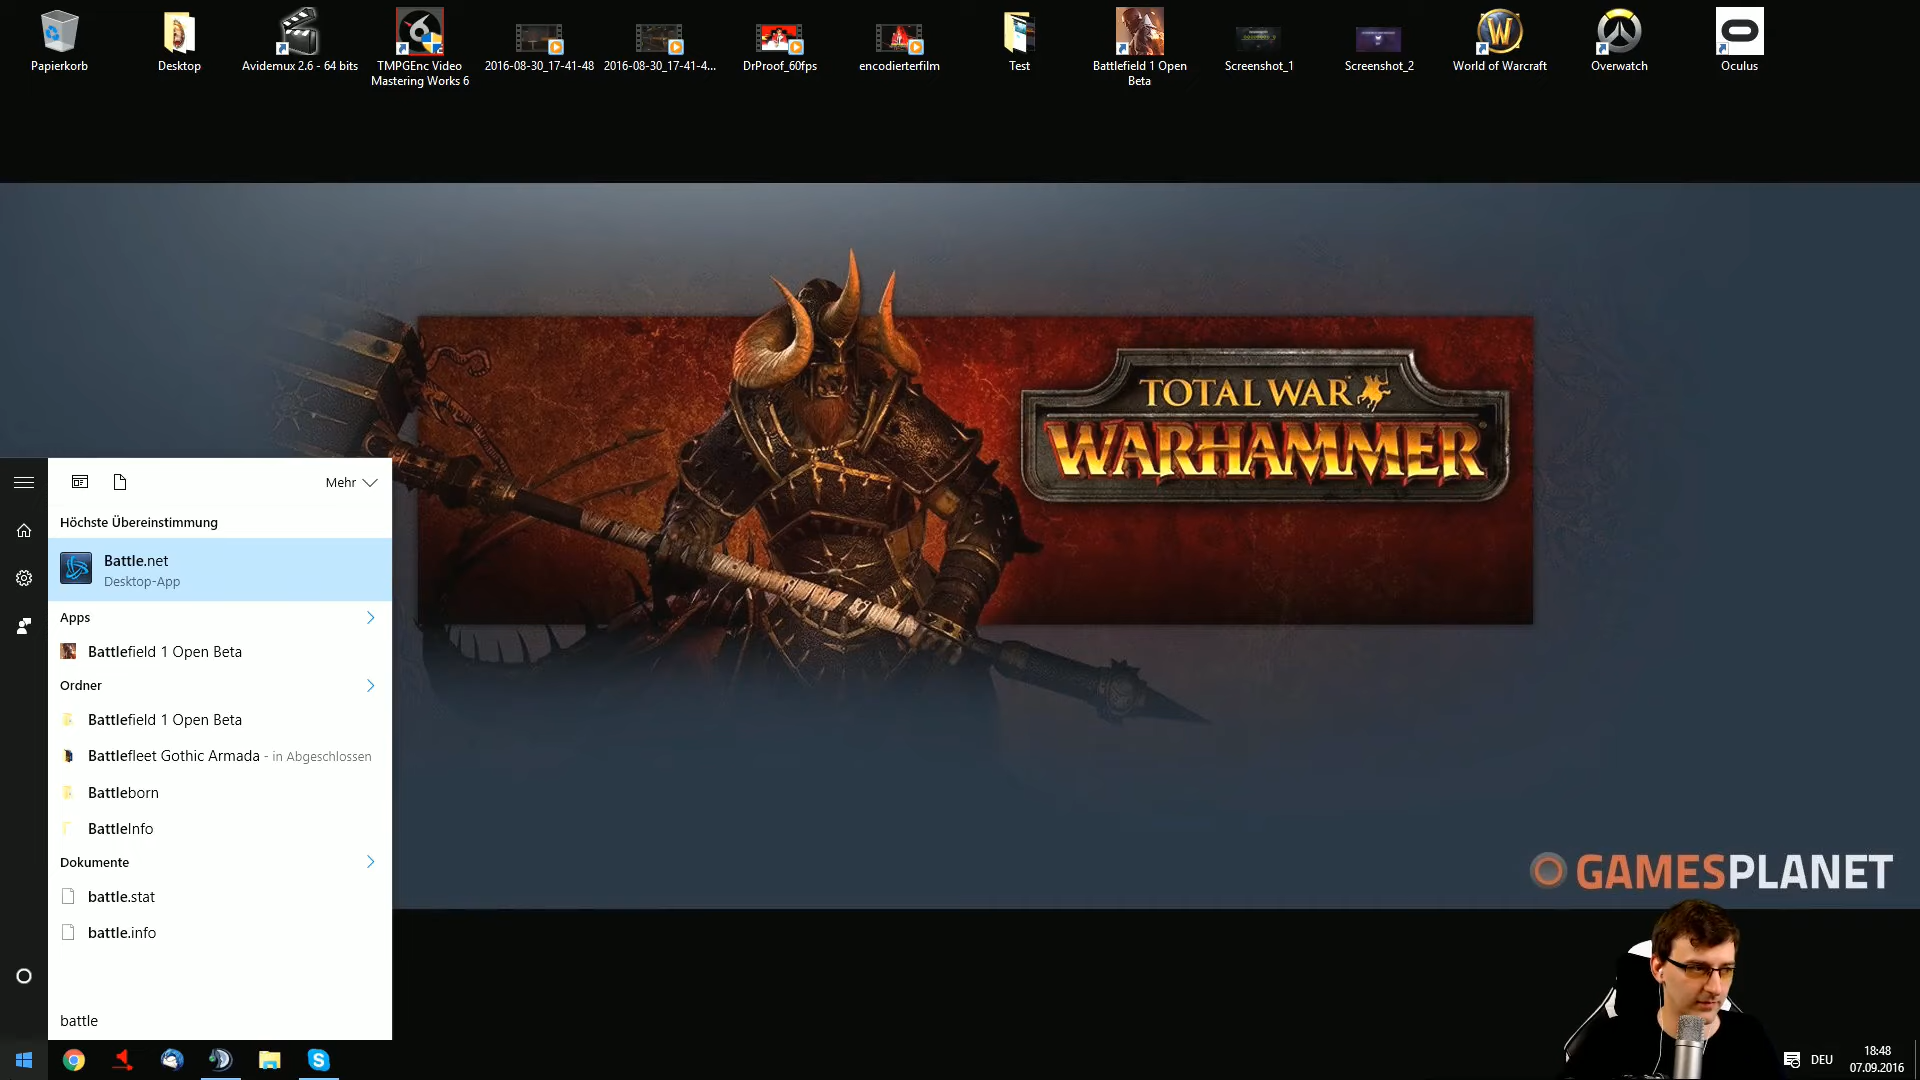 Papierkorb
Desktop
Avidemux 2.6 - 64 bits
TMPGEnc Video
Mastering Works 6
2016-08-30_17-41-48
2016-08-30_17-41-4...
DrProof_60fps
encodierterfilm
Test
Battlefield 1 Open
Beta
Screenshot_1
Screenshot_2
World of Warcraft
Overwatch
Oculus
TOTAL WAR
WARHAMMER
Mehr
Höchste Übereinstimmung
Battle.net
Desktop-App
Apps
Battlefield 1 Open Beta
Ordner
Battlefield 1 Open Beta
Battlefleet Gothic Armada - in Abgeschlossen
Battleborn
BattleInfo
Dokumente
battle.stat
battle.info
battle
GAMESPLANET
DEU
18:48
07.09.2016